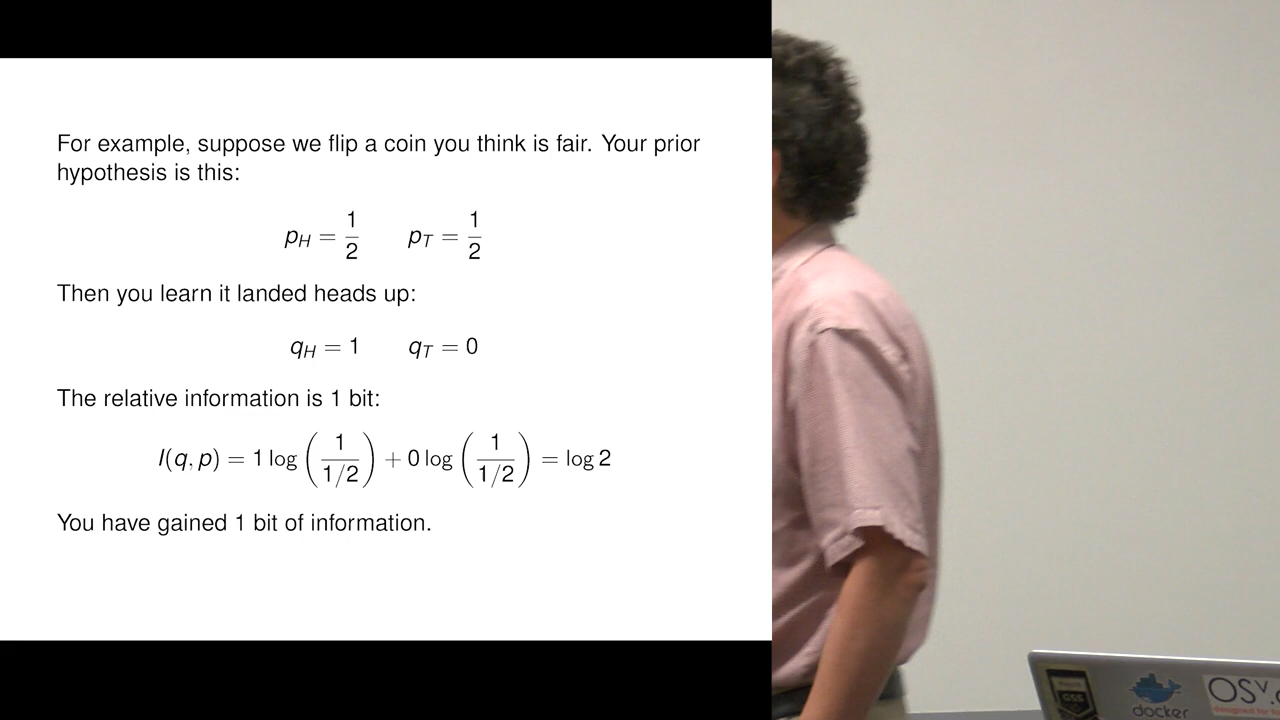 For example, suppose we flip a coin you think is fair. Your prior
hypothesis is this:
p_H = 1/2 p_T = 1/2
Then you learn it landed heads up:
q_H = 1 q_T = 0
The relative information is 1 bit:
I(q, p) = 1 log (1/(1/2)) + 0 log (1/(1/2)) = log 2
You have gained 1 bit of information.
docker
OSv
designed for